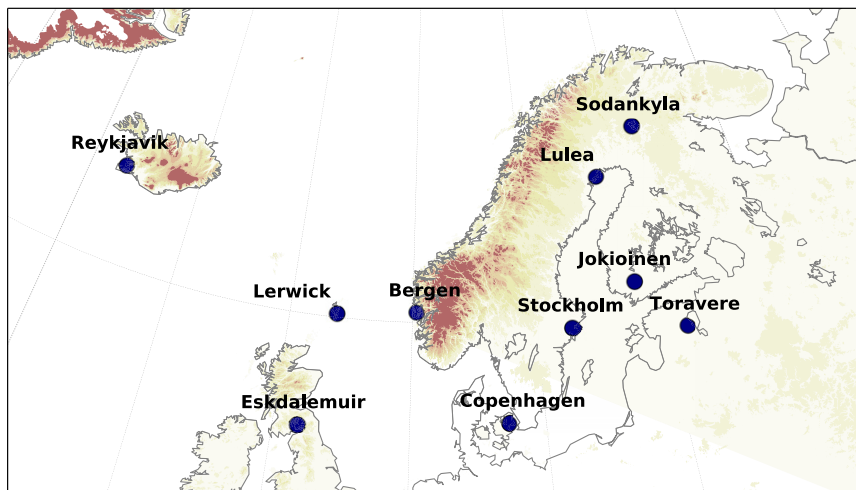 Sodankyla
Reykjavik
Lulea
Jokioinen
Lerwick
Bergen
Stockholm
Toravere
Eskdalemuir
Copenhagen